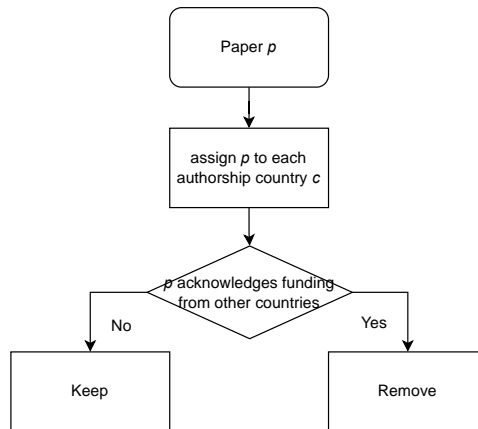 Paper p
assign p to each
authorship country c
p acknowledges funding
from other countries
No
Yes
Keep
Remove